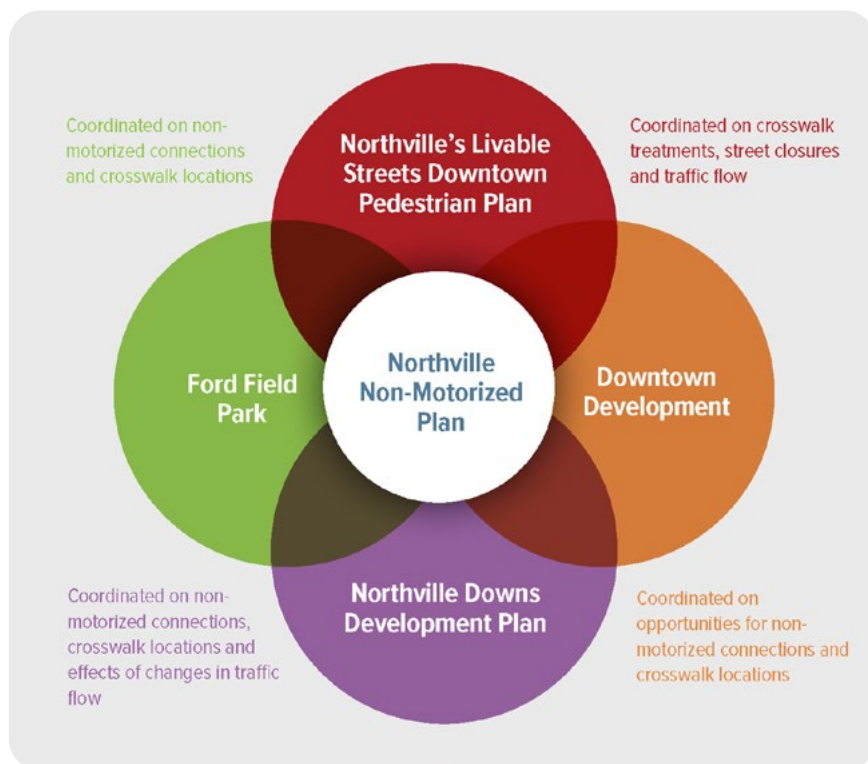 Coordinated on non-
motorized connections
and crosswalk locations
Northville’s Livable
Streets Downtown
Pedestrian Plan
Coordinated on crosswalk
treatments, street closures
and traffic flow
Ford Field
Park
Northville
Non-Motorized
Plan
Downtown
Development
Coordinated on non-
motorized connections,
crosswalk locations and
effects of changes in traffic
flow
Northville Downs
Development Plan
Coordinated on
opportunities for non-
motorized connections and
crosswalk locations